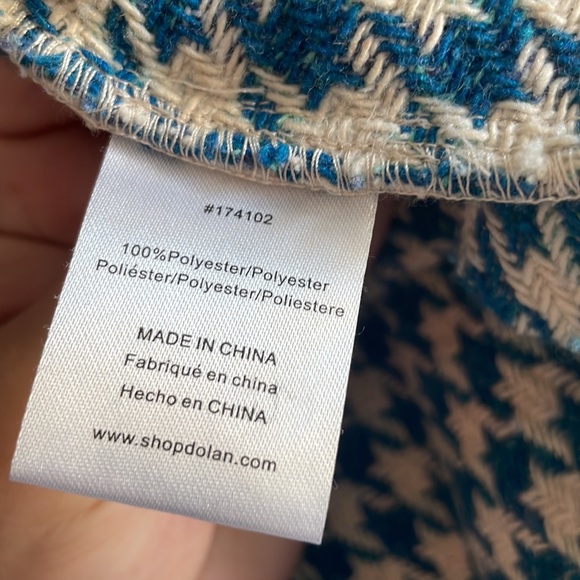 #174102
100%Polyester/Polyester
Poliéster/Polyester/Poliestere
MADE IN CHINA
Fabriqué en china
Hecho en CHINA
www.shopdolan.com